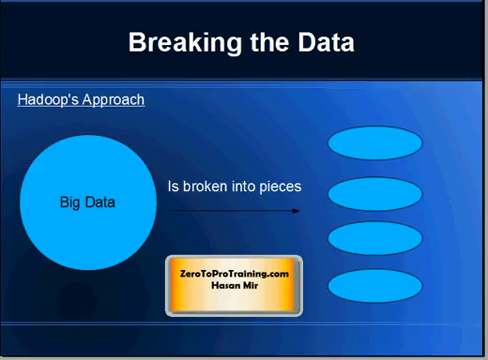 Breaking the Data
Hadoop's Approach
Big Data
Is broken into pieces
ZeroToProTraining.com
Hasan Mir